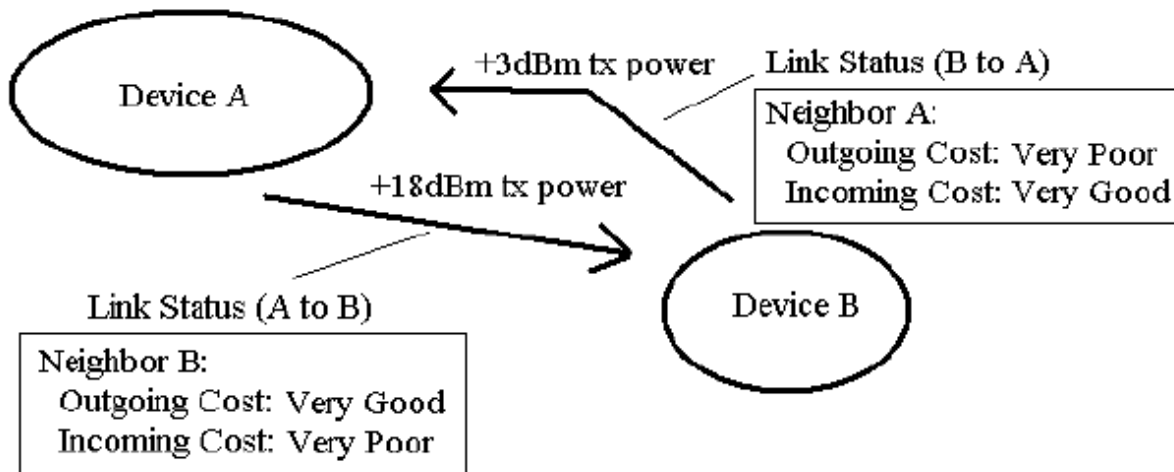 Device A
+3dBm tx power
Link Status (B to A)
Neighbor A:
Outgoing Cost: Very Poor
Incoming Cost: Very Good
+18dBm tx power
Device B
Link Status (A to B)
Neighbor B:
Outgoing Cost: Very Good
Incoming Cost: Very Poor